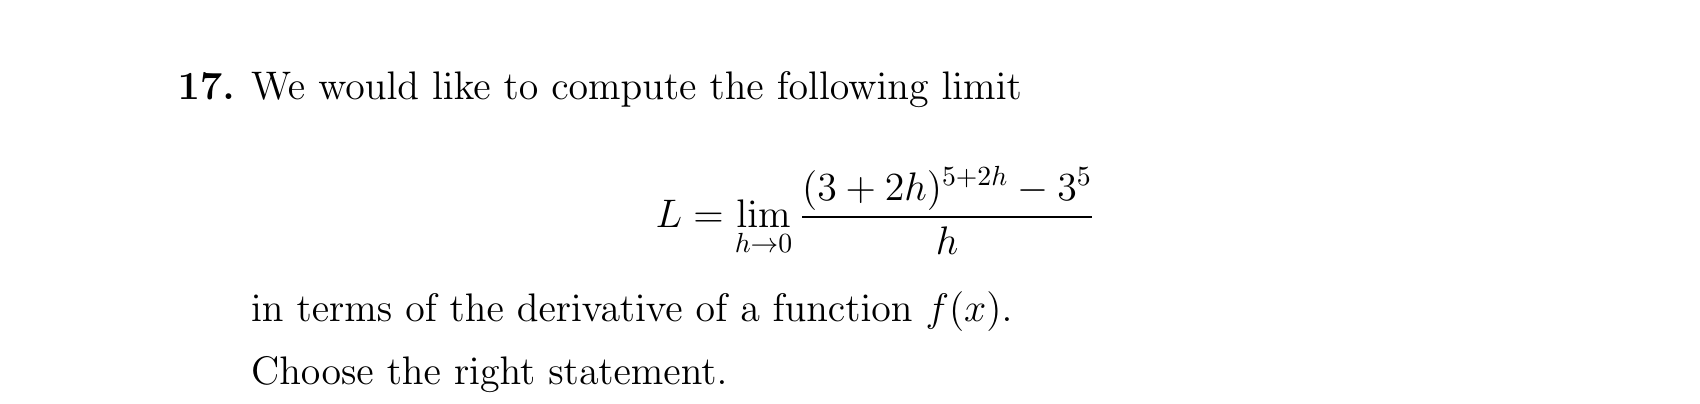 17. We would like to compute the following limit
$L = \lim_{h \to 0} \frac{(3 + 2h)^{5+2h} - 3^5}{h}$
in terms of the derivative of a function $f(x)$.
Choose the right statement.